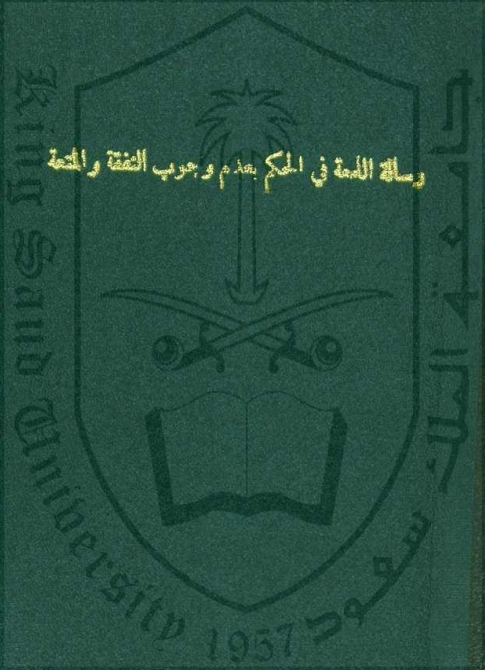 رسالة اللمعة في الحكم بعدم وجوب النفقة والمتعة
جامعة الملك سعود
King Saud University 1957